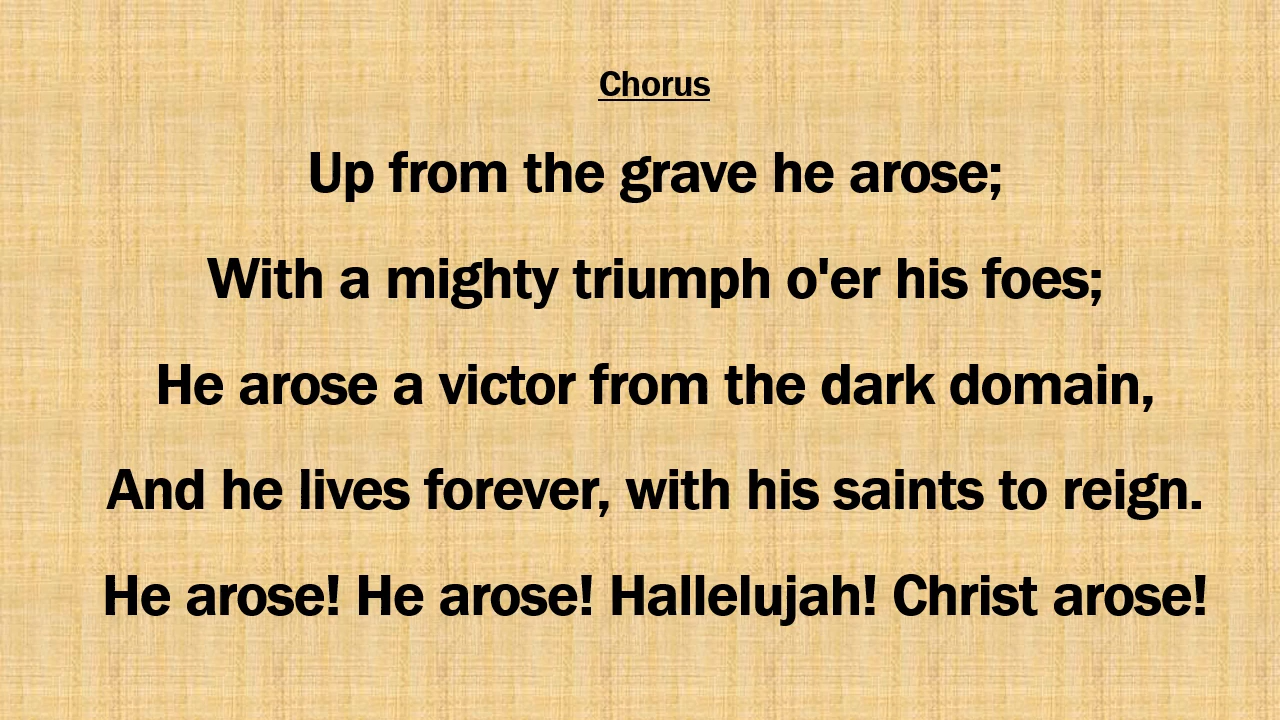 Chorus
Up from the grave he arose;
With a mighty triumph o'er his foes;
He arose a victor from the dark domain,
And he lives forever, with his saints to reign.
He arose! He arose! Hallelujah! Christ arose!